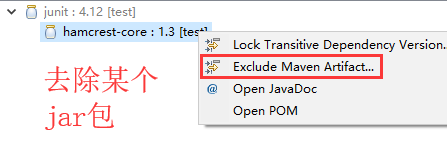 junit : 4.12 [test]
hamcrest-core : 1.3 [test]
Lock Transitive Dependency Version...
Exclude Maven Artifact...
@ Open JavaDoc
Open POM
去除某个
jar包